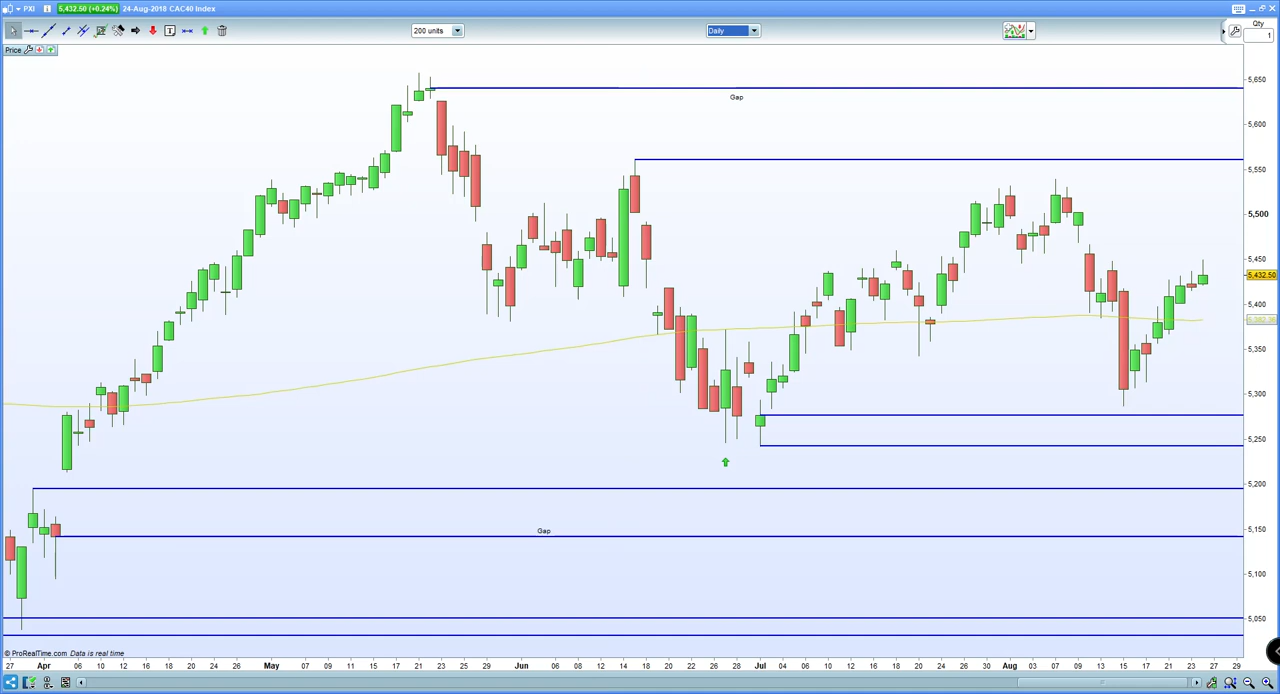 PXI 5,432.50 (+0.24%) 24-Aug-2018 CAC40 Index
200 units
Daily
Qty
1
Price
5,650
Gap
5,600
5,550
5,500
5,450
5,432.50
5,400
5,350
5,300
5,250
5,200
Gap
5,150
5,100
5,050
© ProRealTime.com Data is real time
27 Apr 06 10 12 16 18 20 24 26 May 07 09 11 15 17 21 23 25 29 Jun 06 08 12 14 18 20 22 26 28 Jul 04 06 10 12 16 18 20 24 26 30 Aug 03 07 09 13 15 17 21 23 27 29